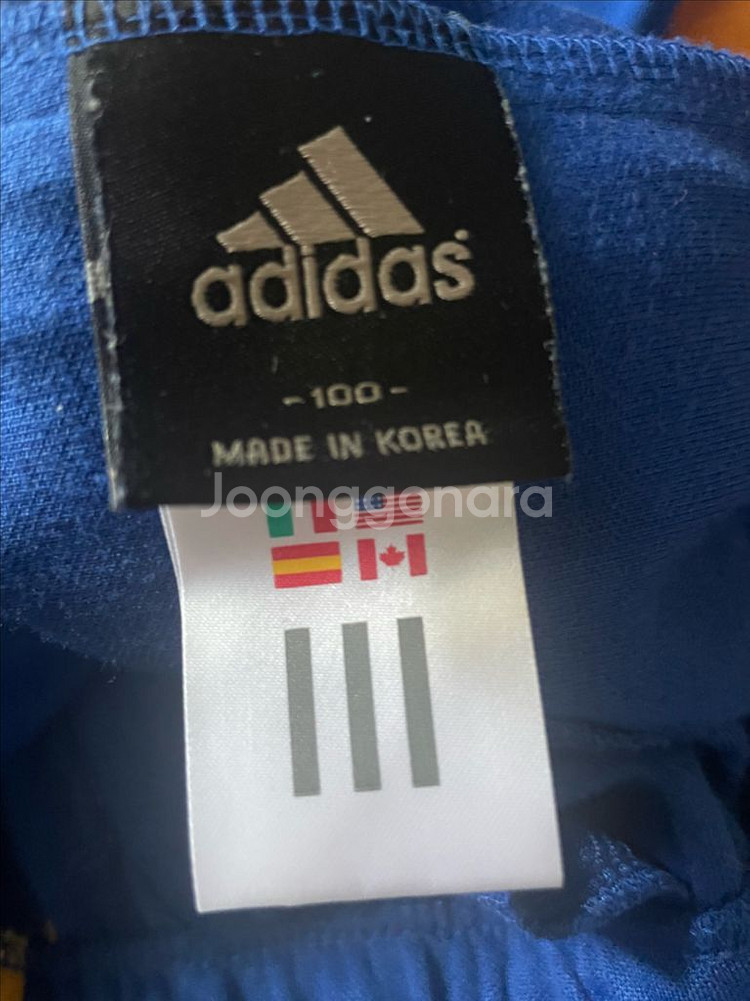 adidas
-100-
MADE IN KOREA
Joonggonara